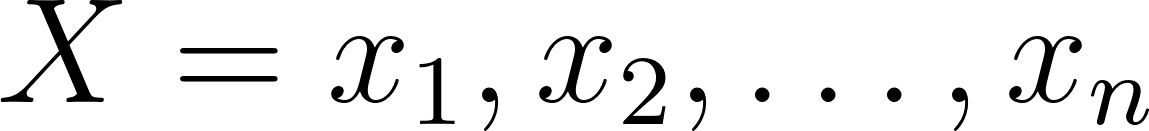 X = x₁, x₂, . . . , xₙ